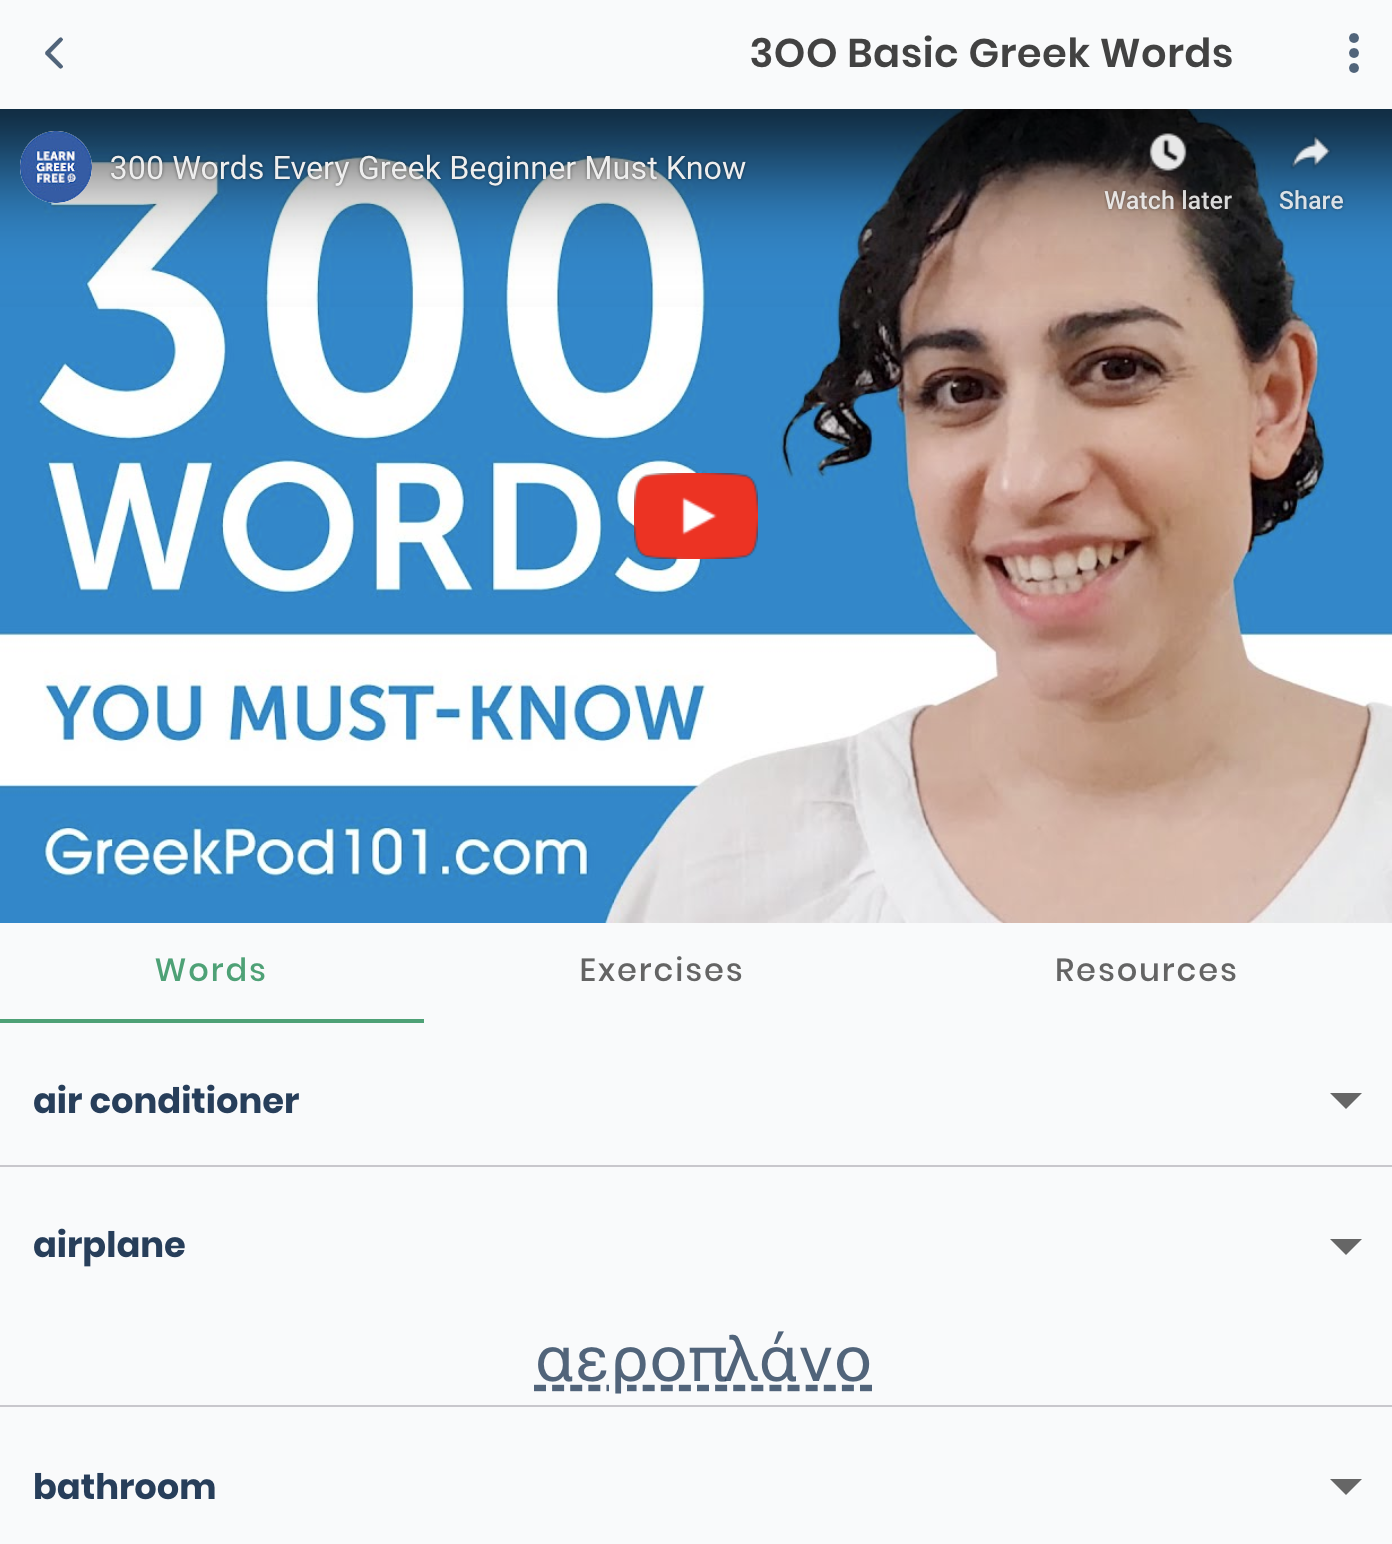 300 Basic Greek Words
LEARN
GREEK
FREE
300 Words Every Greek Beginner Must Know
Watch later
Share
300
WORDS
YOU MUST-KNOW
GreekPod101.com
Words
Exercises
Resources
air conditioner
airplane
αεροπλάνο
bathroom